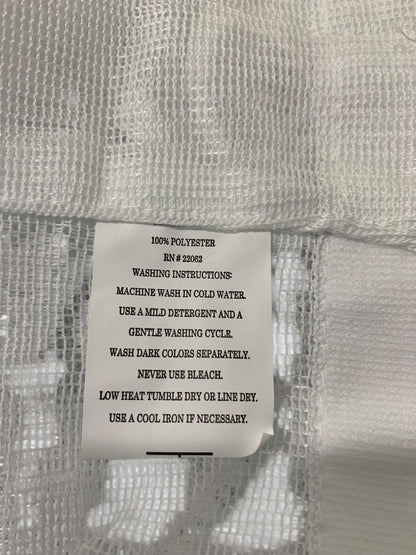 100% POLYESTER
RN # 22062
WASHING INSTRUCTIONS:
MACHINE WASH IN COLD WATER.
USE A MILD DETERGENT AND A
GENTLE WASHING CYCLE.
WASH DARK COLORS SEPARATELY.
NEVER USE BLEACH.
LOW HEAT TUMBLE DRY OR LINE DRY.
USE A COOL IRON IF NECESSARY.